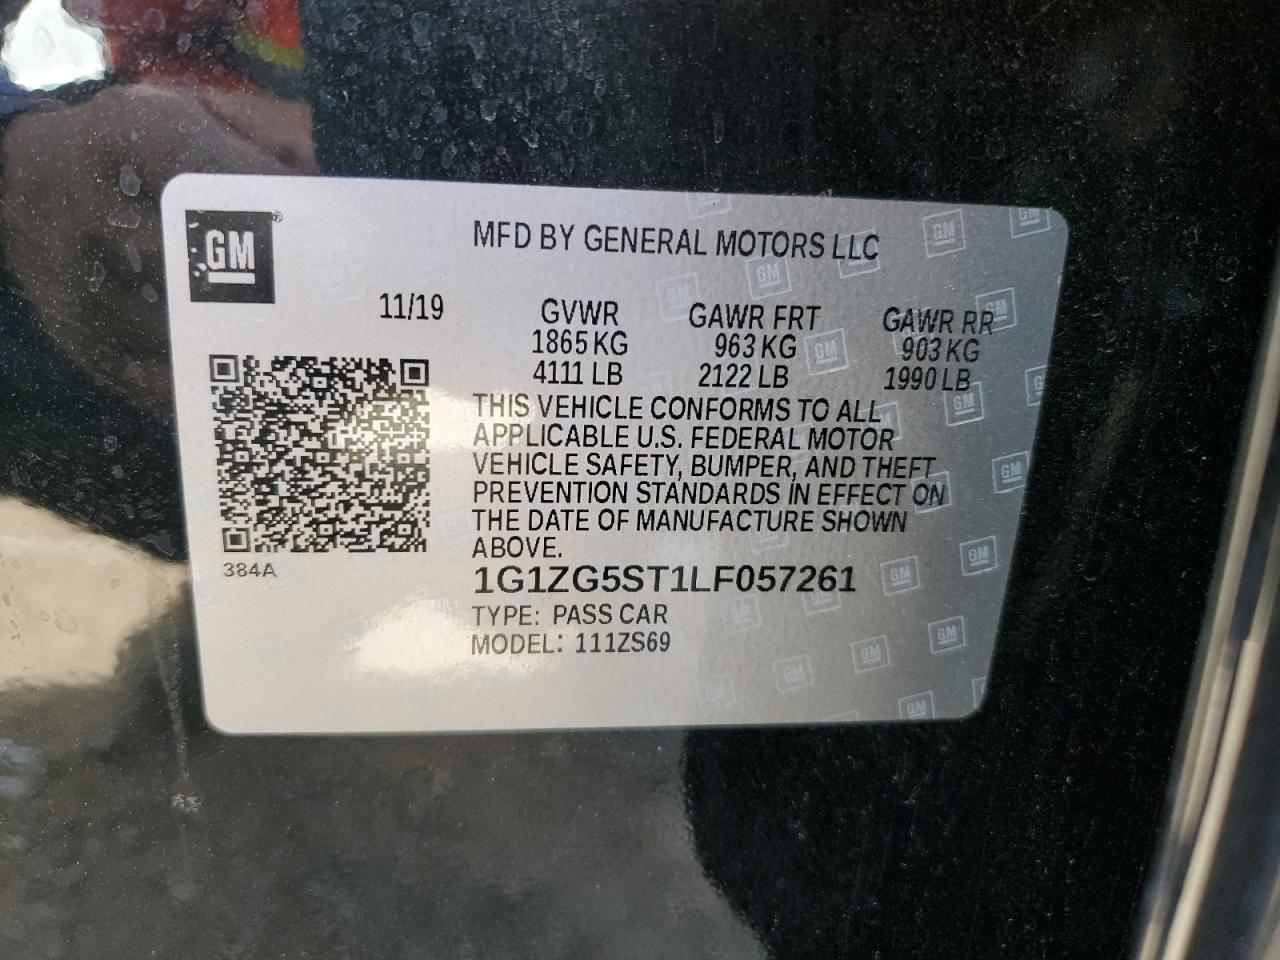 GM
MFD BY GENERAL MOTORS LLC
11/19 GVWR GAWR FRT GAWR RR
1865 KG 963 KG 903 KG
4111 LB 2122 LB 1990 LB
THIS VEHICLE CONFORMS TO ALL
APPLICABLE U.S. FEDERAL MOTOR
VEHICLE SAFETY, BUMPER, AND THEFT
PREVENTION STANDARDS IN EFFECT ON
THE DATE OF MANUFACTURE SHOWN
ABOVE.
384A
1G1ZG5ST1LF057261
TYPE: PASS CAR
MODEL: 111ZS69